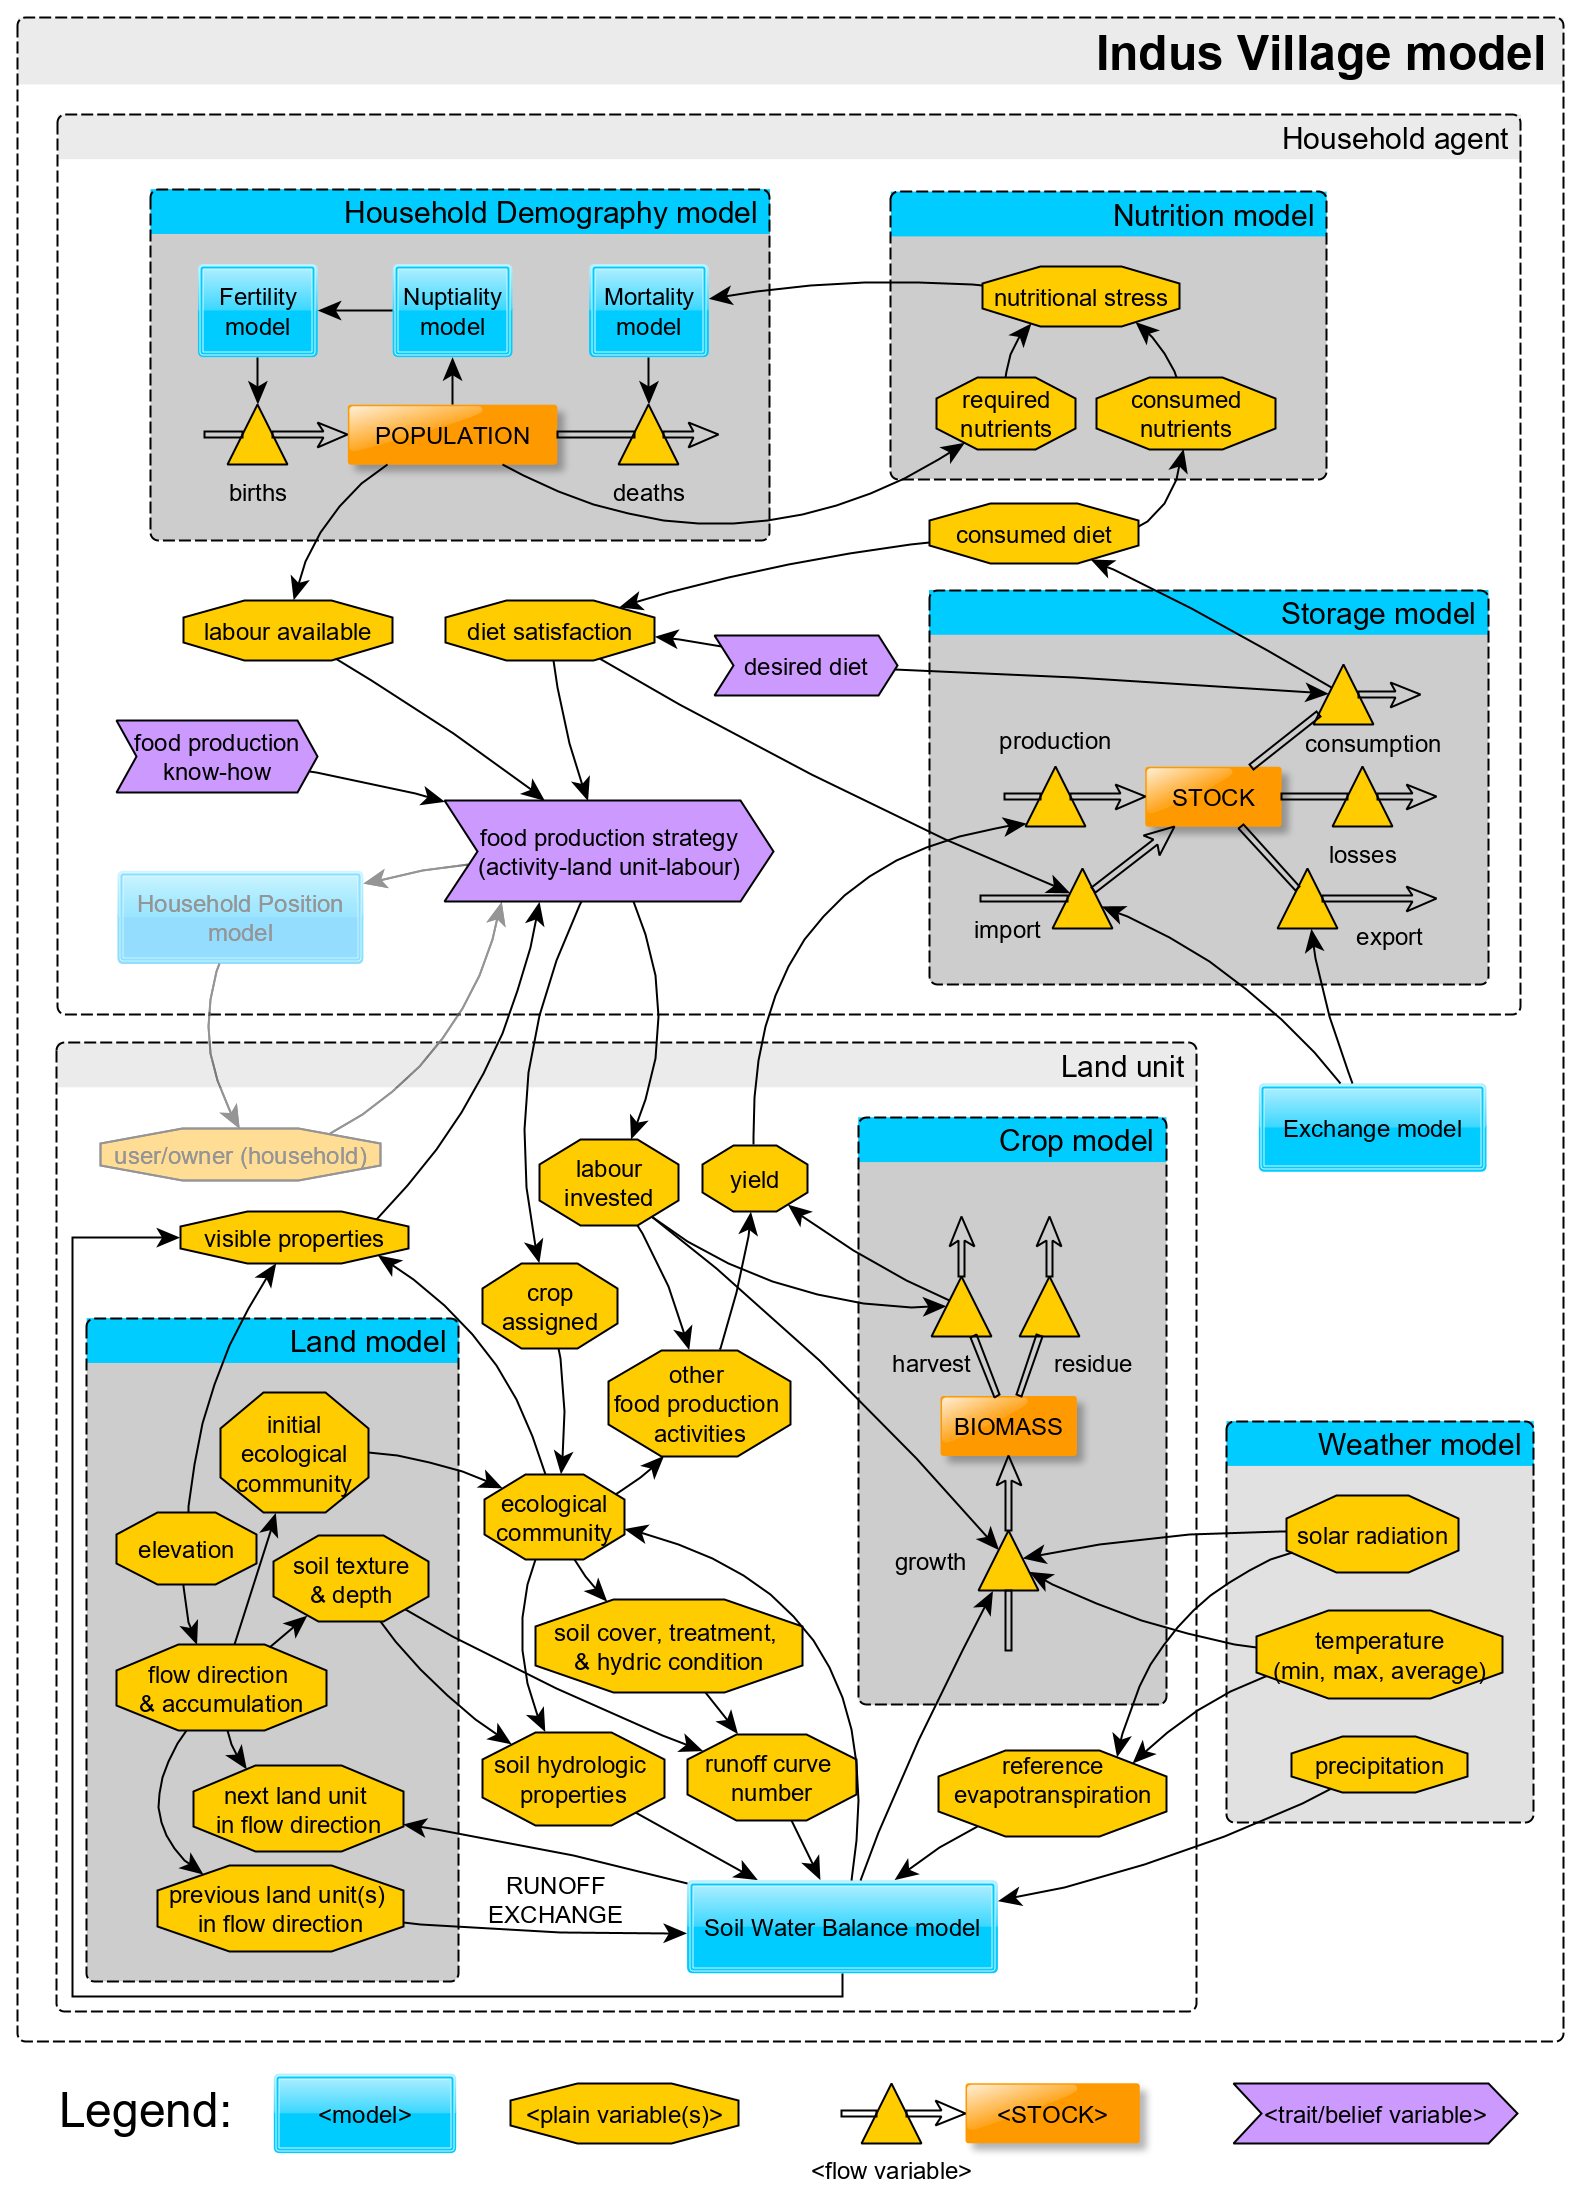 Indus Village model
Household agent
Household Demography model
Nutrition model
Fertility
model
Nuptiality
model
Mortality
model
nutritional stress
required
nutrients
consumed
nutrients
POPULATION
births
deaths
consumed diet
labour available
diet satisfaction
desired diet
Storage model
production
consumption
STOCK
losses
import
export
food production
know-how
food production strategy
(activity-land unit-labour)
Household Position
model
Land unit
Exchange model
user/owner (household)
labour
invested
yield
Crop model
visible properties
crop
assigned
harvest
residue
BIOMASS
growth
other
food production
activities
Land model
initial
ecological
community
ecological
community
elevation
soil texture
& depth
flow direction
& accumulation
soil cover, treatment,
& hydric condition
next land unit
in flow direction
soil hydrologic
properties
runoff curve
number
reference
evapotranspiration
previous land unit(s)
in flow direction
RUNOFF
EXCHANGE
Soil Water Balance model
Weather model
solar radiation
temperature
(min, max, average)
precipitation
Legend:
<model>
<plain variable(s)>
<flow variable>
<STOCK>
<trait/belief variable>